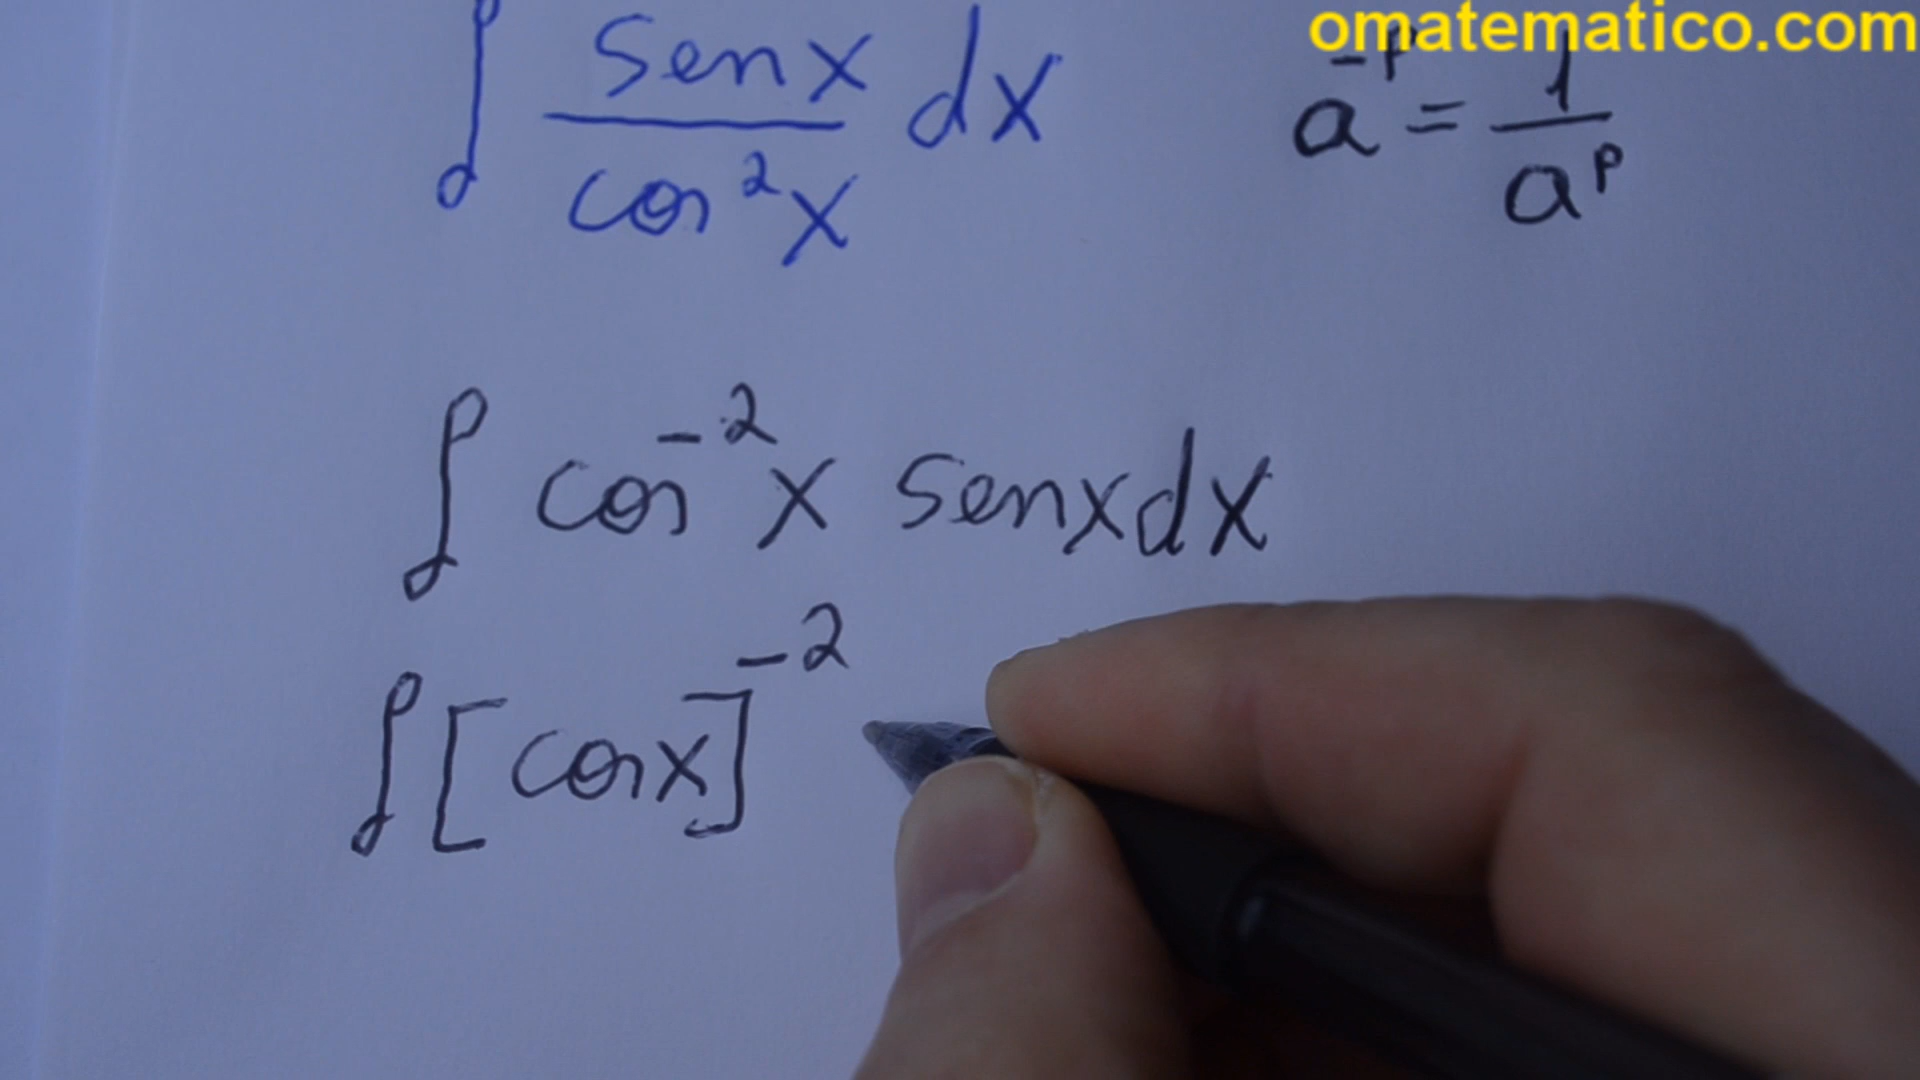 omatematico.com
∫ senx/cos²x dx
a⁻ᵖ = 1/aᵖ
∫ cos⁻²x senxdx
∫[cosx]⁻²